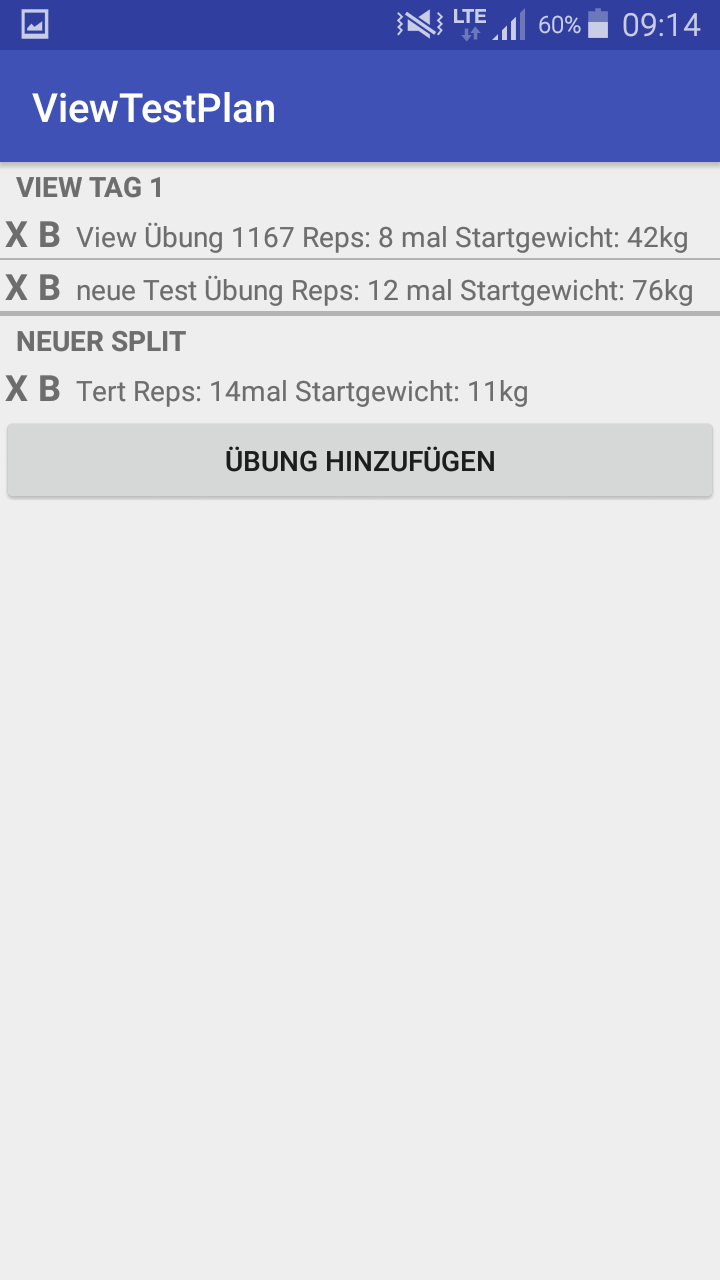 LTE 60% 09:14
ViewTestPlan
VIEW TAG 1
X B View Übung 1167 Reps: 8 mal Startgewicht: 42kg
X B neue Test Übung Reps: 12 mal Startgewicht: 76kg
NEUER SPLIT
X B Tert Reps: 14mal Startgewicht: 11kg
ÜBUNG HINZUFÜGEN